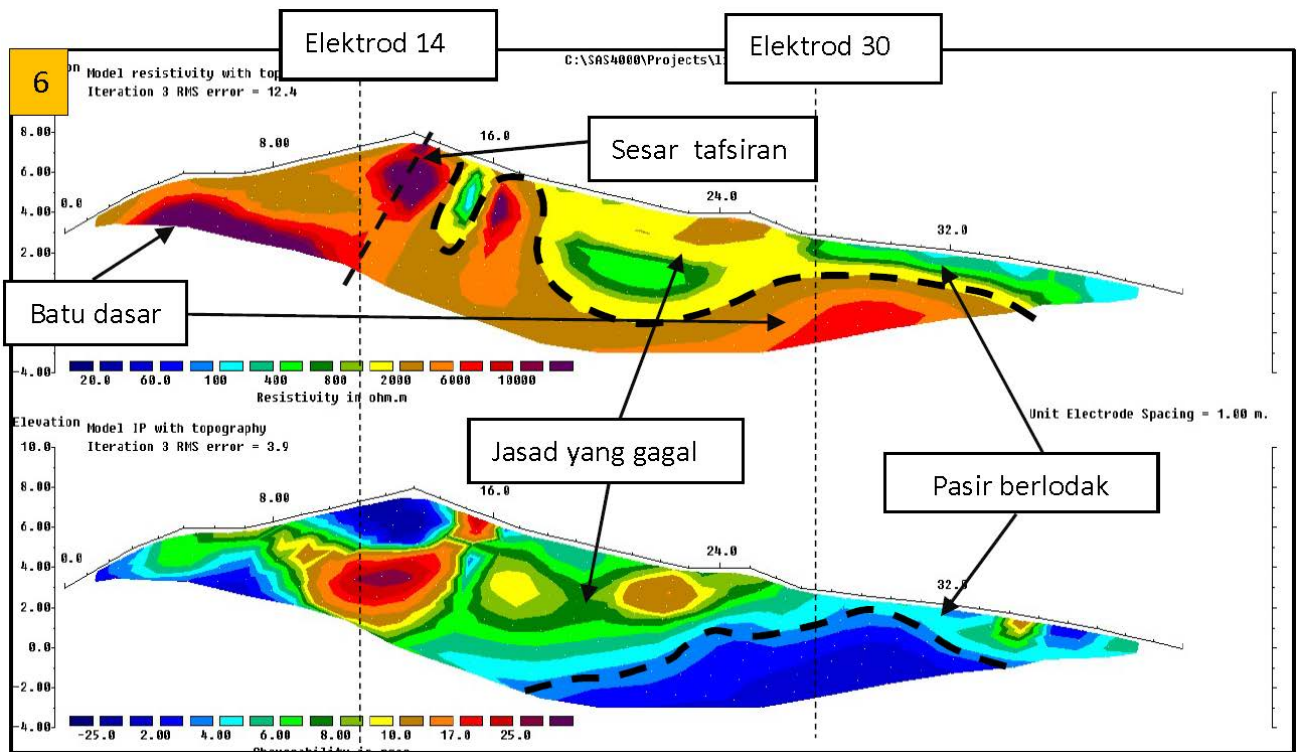 6
Elektrod 14
Elektrod 30
C:\SAS4000\Projects\
Model resistivity with
Iteration 3 RMS error = 12.4
8.00
6.00
4.00
2.00
-4.00
0.0
8.00
16.0
24.0
32.0
Sesar tafsiran
Batu dasar
20.0 60.0 100 400 800 2000 6000 10000
Resistivity in ohm.m
Unit Electrode Spacing = 1.00 m.
Elevation
Model IP with topography
Iteration 3 RMS error = 3.9
Jasad yang gagal
Pasir berlodak
10.0
8.00
6.00
4.00
2.00
0.0
-2.00
-4.00
0.0
8.00
16.0
24.0
32.0
-25.0 2.00 4.00 6.00 8.00 10.0 17.0 25.0